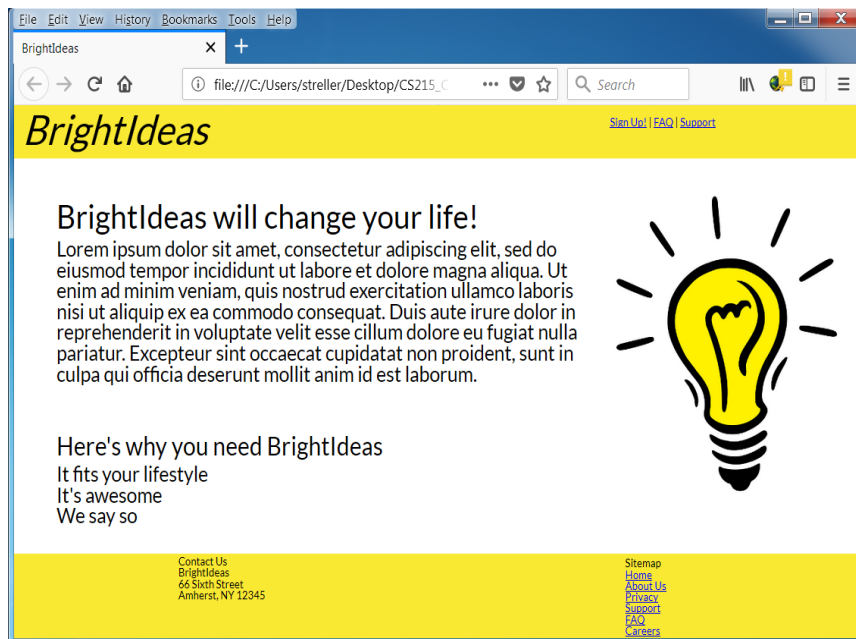 File Edit View History Bookmarks Tools Help
BrightIdeas
file:///C:/Users/streller/Desktop/CS215_
Search
BrightIdeas
Sign Up! | FAQ | Support
BrightIdeas will change your life!
Lorem ipsum dolor sit amet, consectetur adipiscing elit, sed do
eiusmod tempor incididunt ut labore et dolore magna aliqua. Ut
enim ad minim veniam, quis nostrud exercitation ullamco laboris
nisi ut aliquip ex ea commodo consequat. Duis aute irure dolor in
reprehenderit in voluptate velit esse cillum dolore eu fugiat nulla
pariatur. Excepteur sint occaecat cupidatat non proident, sunt in
culpa qui officia deserunt mollit anim id est laborum.
Here's why you need BrightIdeas
It fits your lifestyle
It's awesome
We say so
Contact Us
BrightIdeas
66 Sixth Street
Amherst, NY 12345
Sitemap
Home
About Us
Privacy
Support
FAQ
Careers